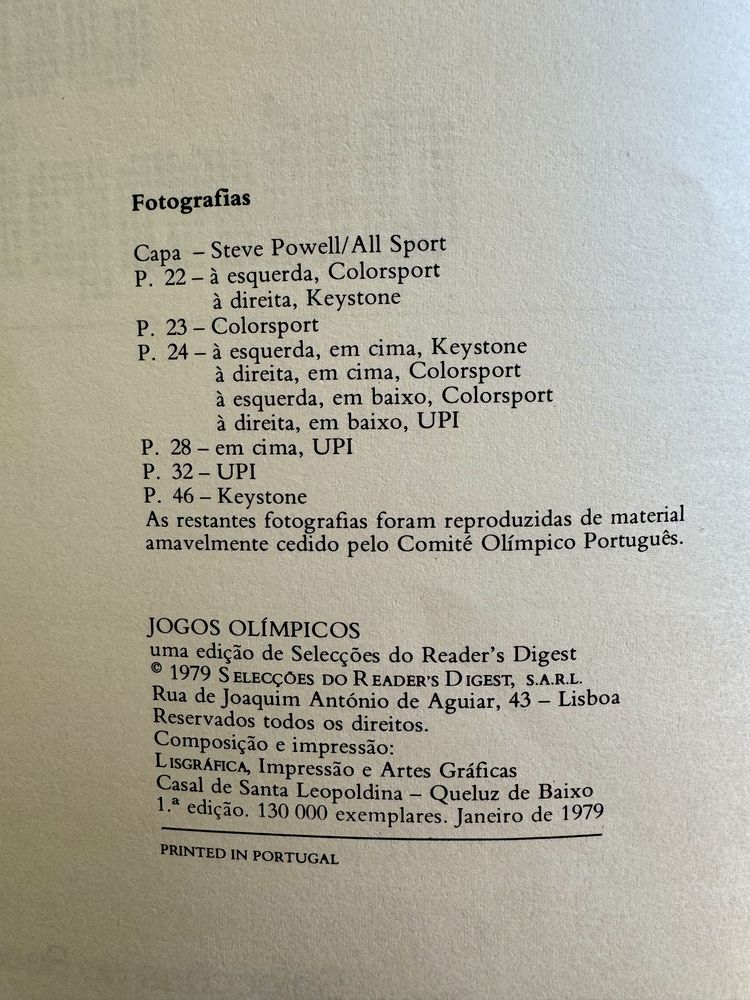 Fotografias
Capa – Steve Powell/All Sport
P. 22 – à esquerda, Colorsport
à direita, Keystone
P. 23 – Colorsport
P. 24 – à esquerda, em cima, Keystone
à direita, em cima, Colorsport
à esquerda, em baixo, Colorsport
à direita, em baixo, UPI
P. 28 – em cima, UPI
P. 32 – UPI
P. 46 – Keystone
As restantes fotografias foram reproduzidas de material
amavelmente cedido pelo Comité Olímpico Português.
JOGOS OLÍMPICOS
uma edição de Selecções do Reader's Digest
© 1979 SELECÇÕES DO READER'S DIGEST, S.A.R.L.
Rua de Joaquim António de Aguiar, 43 – Lisboa
Reservados todos os direitos.
Composição e impressão:
LISGRÁFICA, Impressão e Artes Gráficas
Casal de Santa Leopoldina – Queluz de Baixo
1.ª edição. 130 000 exemplares. Janeiro de 1979
PRINTED IN PORTUGAL